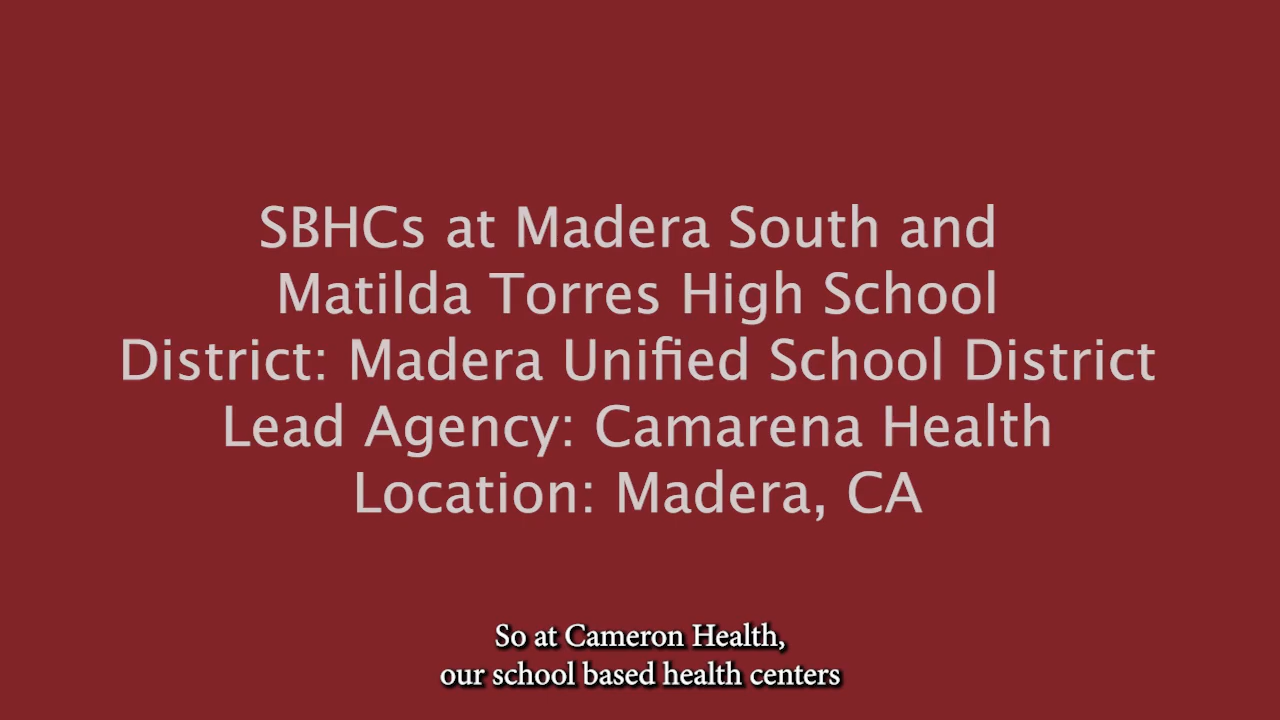 SBHCs at Madera South and
Matilda Torres High School
District: Madera Unified School District
Lead Agency: Camarena Health
Location: Madera, CA
So at Cameron Health,
our school based health centers